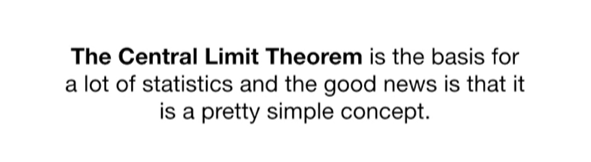 The Central Limit Theorem is the basis for
a lot of statistics and the good news is that it
is a pretty simple concept.